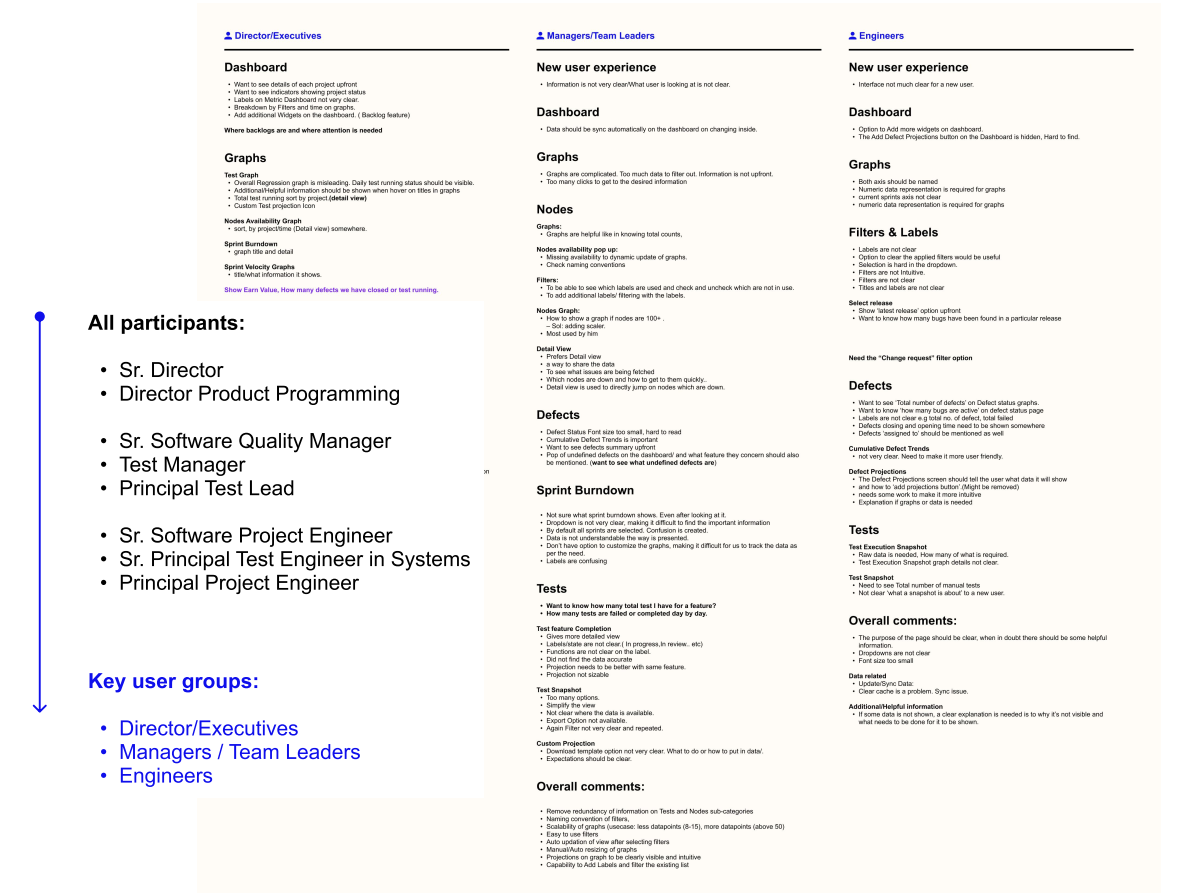 Director/Executives
Dashboard
• Want to see details of each project upfront
• Want to see indicators showing project status
• Labels on Metric Dashboard not very clear.
• Breakdown by Filters and time on graphs.
• Add additional Widgets on the dashboard. ( Backlog feature)
Where backlogs are and where attention is needed
Graphs
Test Graph
• Overall Regression graph is misleading. Daily test running status should be visible.
• Additional/Helpful information should be shown when hover on titles in graphs
• Total test running sort by project.(detail view)
• Custom Test projection Icon
Nodes Availability Graph
• sort, by project/time (Detail view) somewhere.
Sprint Burndown
• graph title and detail
Sprint Velocity Graphs
• title/what information it shows.
Show Earn Value, How many defects we have closed or test running.
All participants:
• Sr. Director
• Director Product Programming
• Sr. Software Quality Manager
• Test Manager
• Principal Test Lead
• Sr. Software Project Engineer
• Sr. Principal Test Engineer in Systems
• Principal Project Engineer
Key user groups:
• Director/Executives
• Managers / Team Leaders
• Engineers
on
Managers/Team Leaders
New user experience
• Information is not very clear/What user is looking at is not clear.
Dashboard
• Data should be sync automatically on the dashboard on changing inside.
Graphs
• Graphs are complicated. Too much data to filter out. Information is not upfront.
• Too many clicks to get to the desired information
Nodes
Graphs:
• Graphs are helpful like in knowing total counts,
Nodes availability pop up:
• Missing availability to dynamic update of graphs.
• Check naming conventions
Filters:
• To be able to see which labels are used and check and uncheck which are not in use.
• To add additional labels/ filtering with the labels.
Nodes Graph:
• How to show a graph if nodes are 100+ .
– Sol: adding scaler.
• Most used by him
Detail View
• Prefers Detail view
• a way to share the data
• To see what issues are being fetched
• Which nodes are down and how to get to them quickly..
• Detail view is used to directly jump on nodes which are down.
Defects
• Defect Status Font size too small, hard to read
• Cumulative Defect Trends is important
• Want to see defects summary upfront
• Pop of undefined defects on the dashboard/ and what feature they concern should also
be mentioned. (want to see what undefined defects are)
Sprint Burndown
• Not sure what sprint burndown shows. Even after looking at it.
• Dropdown is not very clear, making it difficult to find the important information
• By default all sprints are selected. Confusion is created.
• Data is not understandable the way is presented.
• Don't have option to customize the graphs, making it difficult for us to track the data as
per the need.
• Labels are confusing
Tests
• Want to know how many total test I have for a feature?
• How many tests are failed or completed day by day.
Test feature Completion
• Gives more detailed view
• Labels/state are not clear.( In progress,In review.. etc)
• Functions are not clear on the label.
• Did not find the data accurate
• Projection needs to be better with same feature.
• Projection not sizable
Test Snapshot
• Too many options.
• Simplify the view
• Not clear where the data is available.
• Export Option not available.
• Again Filter not very clear and repeated.
Custom Projection
• Download template option not very clear. What to do or how to put in data/.
• Expectations should be clear.
Overall comments:
• Remove redundancy of information on Tests and Nodes sub-categories
• Naming convention of filters,
• Scalability of graphs (usecase: less datapoints (8-15), more datapoints (above 50)
• Easy to use filters
• Auto updation of view after selecting filters
• Manual/Auto resizing of graphs
• Projections on graph to be clearly visible and intuitive
• Capability to Add Labels and filter the existing list
Engineers
New user experience
• Interface not much clear for a new user.
Dashboard
• Option to Add more widgets on dashboard.
• The Add Defect Projections button on the Dashboard is hidden, Hard to find.
Graphs
• Both axis should be named
• Numeric data representation is required for graphs
• current sprints axis not clear
• numeric data representation is required for graphs
Filters & Labels
• Labels are not clear
• Option to clear the applied filters would be useful
• Selection is hard in the dropdown.
• Filters are not Intuitive.
• Filters are not clear
• Titles and labels are not clear
Select release
• Show 'latest release' option upfront
• Want to know how many bugs have been found in a particular release
Need the "Change request" filter option
Defects
• Want to see 'Total number of defects' on Defect status graphs.
• Want to know 'how many bugs are active' on defect status page
• Labels are not clear e.g total no. of defect, total failed
• Defects closing and opening time need to be shown somewhere
• Defects 'assigned to' should be mentioned as well
Cumulative Defect Trends
• not very clear. Need to make it more user friendly.
Defect Projections
• The Defect Projections screen should tell the user what data it will show
• and how to 'add projections button'.(Might be removed)
• needs some work to make it more intuitive
• Explanation if graphs or data is needed
Tests
Test Execution Snapshot
• Raw data is needed, How many of what is required.
• Test Execution Snapshot graph details not clear.
Test Snapshot
• Need to see Total number of manual tests
• Not clear 'what a snapshot is about' to a new user.
Overall comments:
• The purpose of the page should be clear, when in doubt there should be some helpful
information.
• Dropdowns are not clear
• Font size too small
Data related
• Update/Sync Data:
• Clear cache is a problem. Sync issue.
Additional/Helpful information
• If some data is not shown, a clear explanation is needed is to why it's not visible and
what needs to be done for it to be shown.